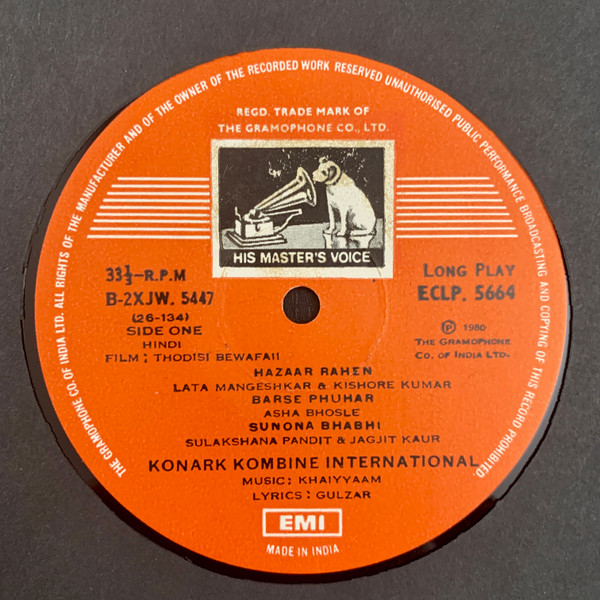 THE GRAMOPHONE CO. OF INDIA LTD. ALL RIGHTS OF THE MANUFACTURER AND OF THE OWNER OF THE RECORDED WORK RESERVED UNAUTHORISED PUBLIC PERFORMANCE BROADCASTING AND COPYING OF THIS RECORD PROHIBITED.
REGD. TRADE MARK OF
THE GRAMOPHONE CO., LTD.
HIS MASTER'S VOICE
33⅓-R.P.M
B-2XJW. 5447
(26-134)
SIDE ONE
HINDI
FILM : THODISI BEWAFAII
LONG PLAY
ECLP. 5664
Ⓟ 1980
THE GRAMOPHONE
CO. OF INDIA LTD.
HAZAAR RAHEN
LATA MANGESHKAR & KISHORE KUMAR
BARSE PHUHAR
ASHA BHOSLE
SUNONA BHABHI
SULAKSHANA PANDIT & JAGJIT KAUR
KONARK KOMBINE INTERNATIONAL
MUSIC: KHAIYYAAM
LYRICS: GULZAR
EMI
MADE IN INDIA